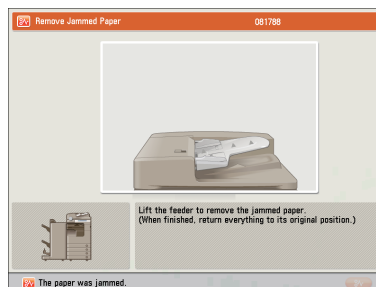 Remove Jammed Paper 081788
Lift the feeder to remove the jammed paper.
(When finished, return everything to its original position.)
The paper was jammed.